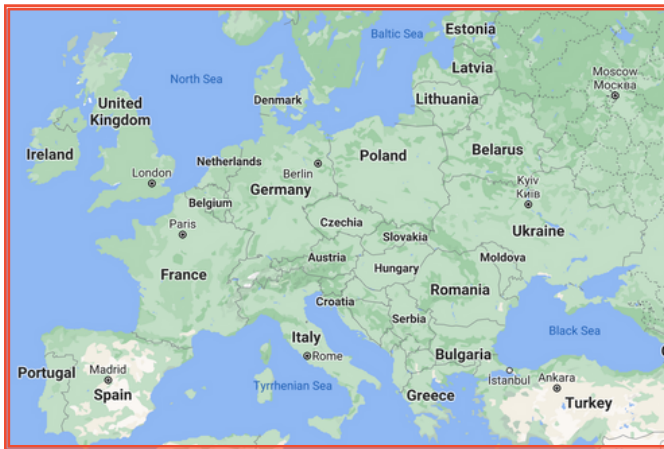 Baltic Sea
Estonia
North Sea
Latvia
Moscow
Москва
Denmark
Lithuania
United
Kingdom
Ireland
Netherlands
Berlin
Poland
Belarus
London
Germany
Kyiv
Київ
Belgium
Paris
Czechia
Ukraine
Slovakia
Austria
Moldova
France
Hungary
Romania
Croatia
Serbia
Italy
Black Sea
Rome
Bulgaria
Portugal
Madrid
Spain
Tyrrhenian Sea
İstanbul
Ankara
Greece
Turkey